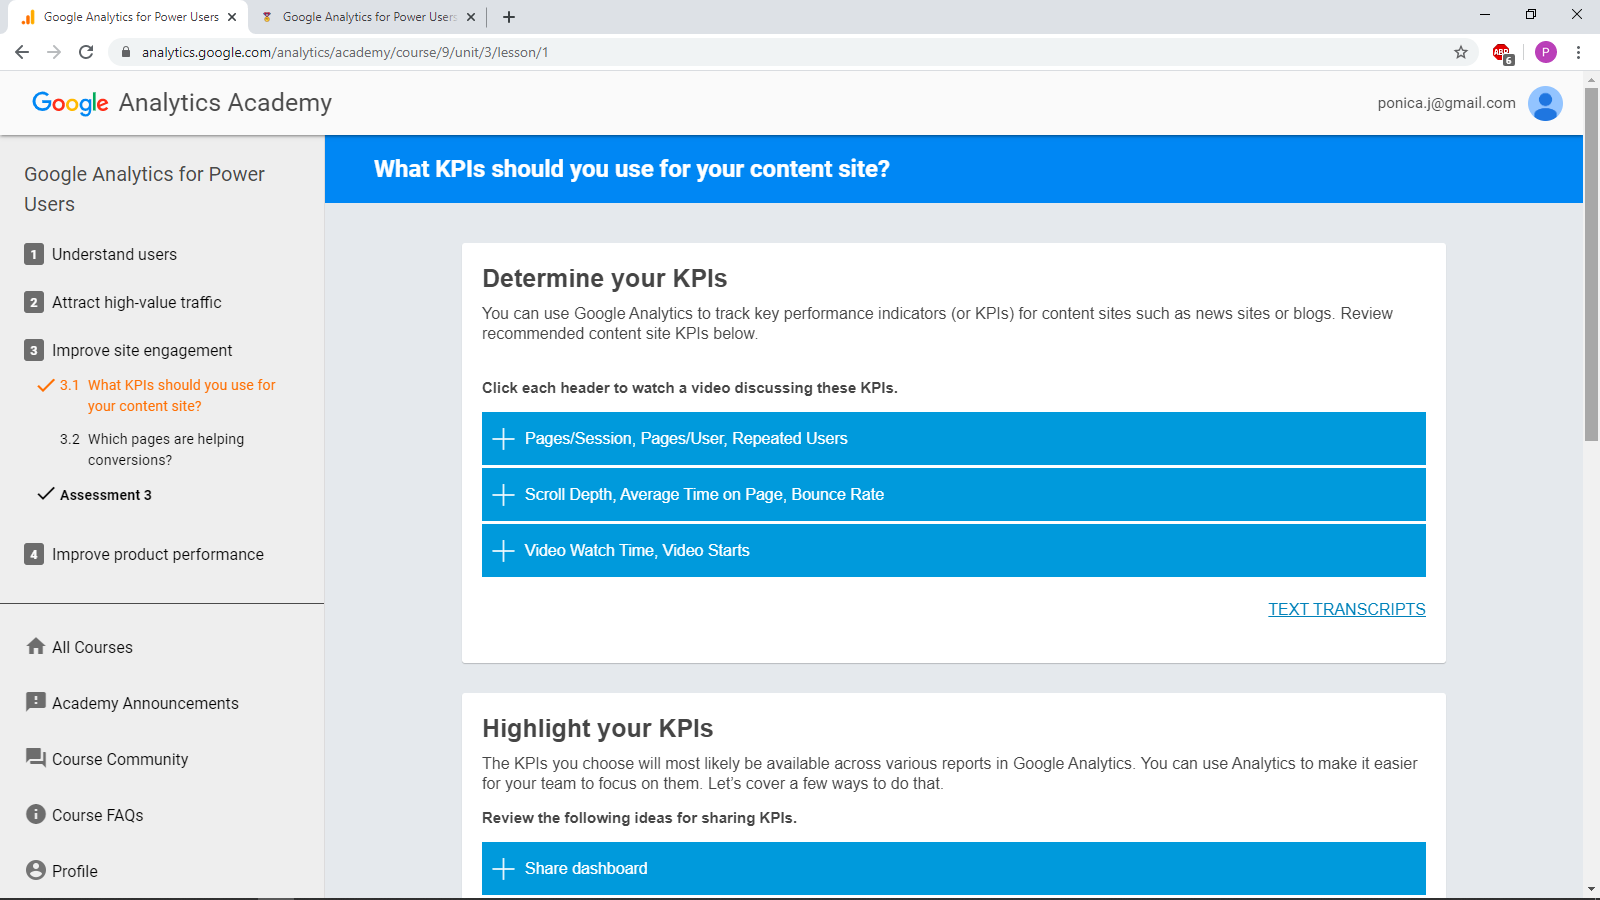 Google Analytics for Power Users
Google Analytics for Power Users
analytics.google.com/analytics/academy/course/9/unit/3/lesson/1
ABP
6
P
Google Analytics Academy
ponica.j@gmail.com
Google Analytics for Power
Users
1 Understand users
2 Attract high-value traffic
3 Improve site engagement
3.1 What KPIs should you use for
your content site?
3.2 Which pages are helping
conversions?
Assessment 3
4 Improve product performance
All Courses
Academy Announcements
Course Community
Course FAQs
Profile
What KPIs should you use for your content site?
Determine your KPIs
You can use Google Analytics to track key performance indicators (or KPIs) for content sites such as news sites or blogs. Review
recommended content site KPIs below.
Click each header to watch a video discussing these KPIs.
Pages/Session, Pages/User, Repeated Users
Scroll Depth, Average Time on Page, Bounce Rate
Video Watch Time, Video Starts
TEXT TRANSCRIPTS
Highlight your KPIs
The KPIs you choose will most likely be available across various reports in Google Analytics. You can use Analytics to make it easier
for your team to focus on them. Let's cover a few ways to do that.
Review the following ideas for sharing KPIs.
Share dashboard